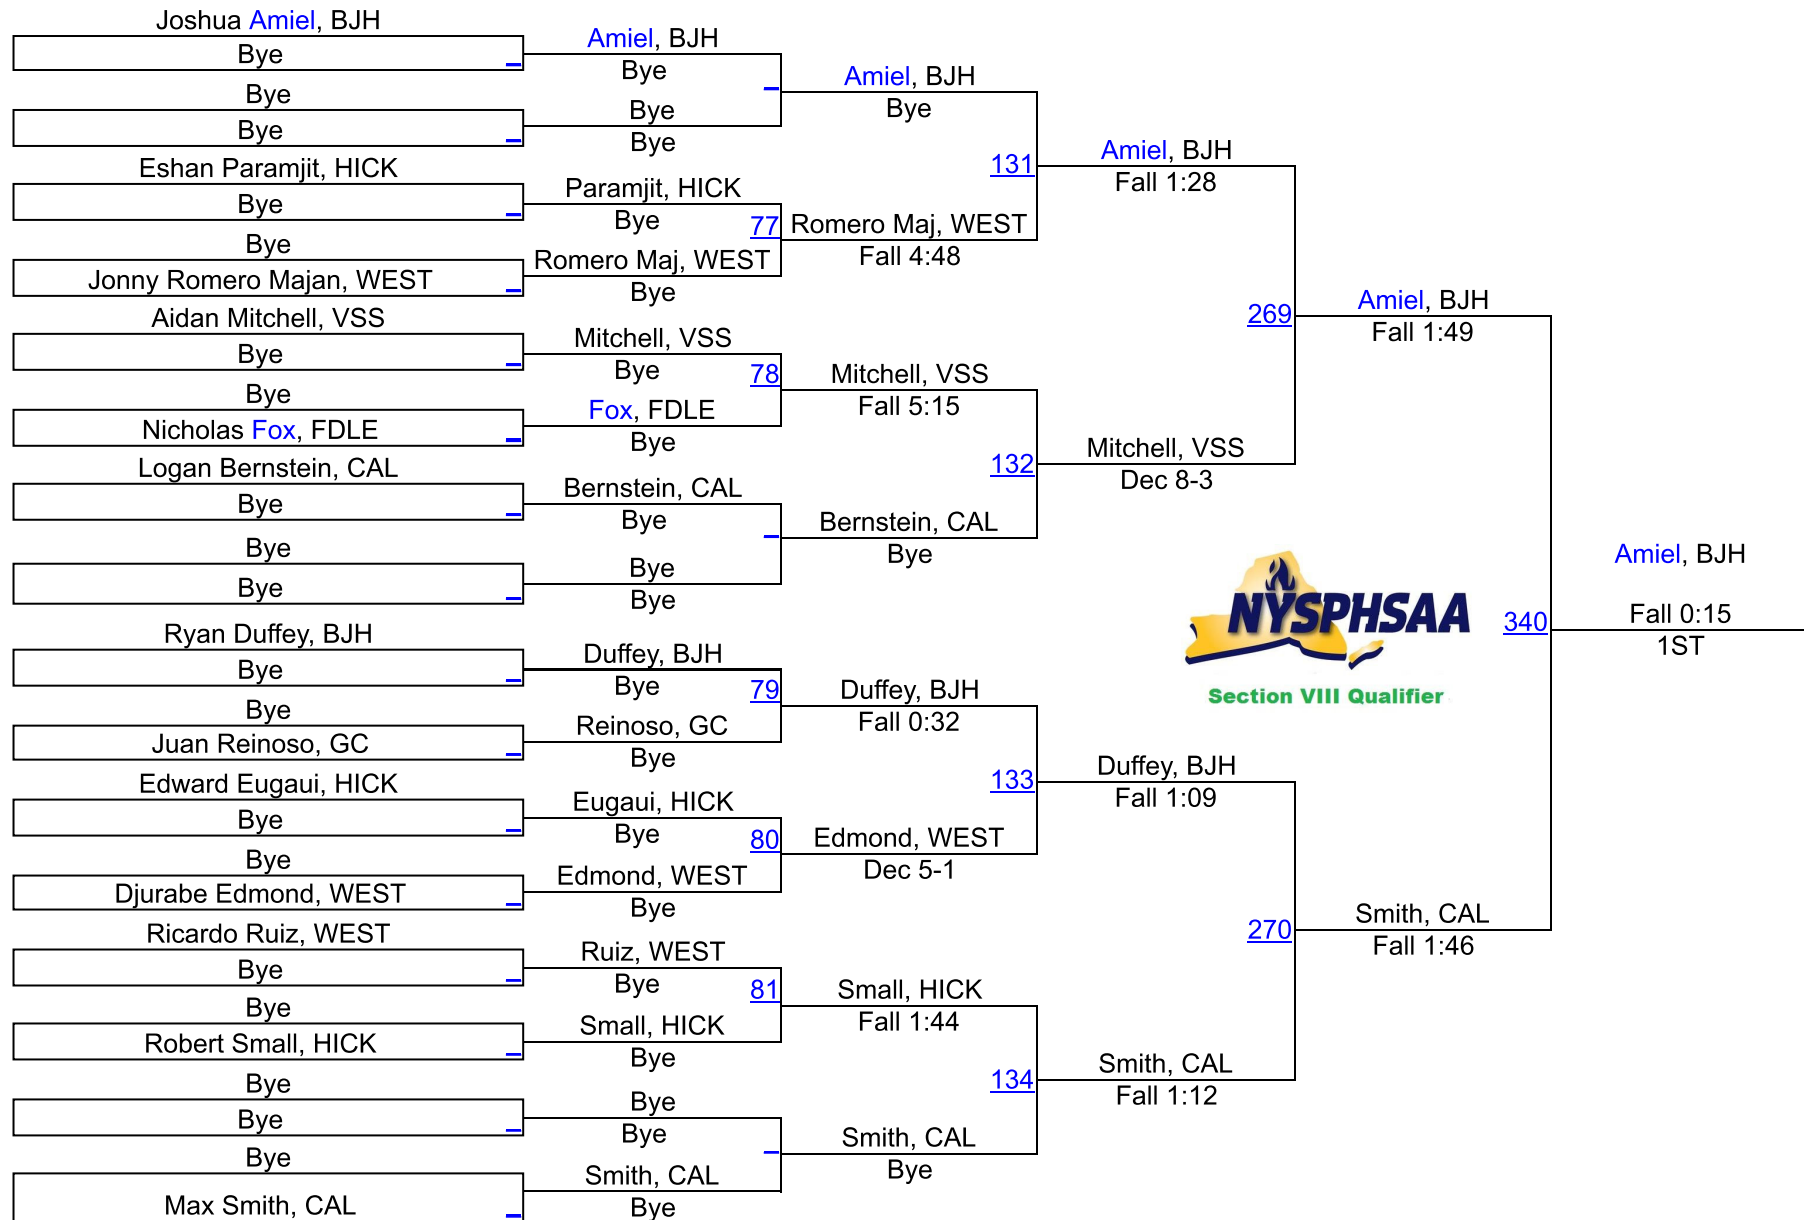 Joshua Amiel, BJH
Bye
Bye
Bye
Eshan Paramjit, HICK
Bye
Bye
Jonny Romero Majan, WEST
Aidan Mitchell, VSS
Bye
Bye
Nicholas Fox, FDLE
Logan Bernstein, CAL
Bye
Bye
Bye
Ryan Duffey, BJH
Bye
Bye
Juan Reinoso, GC
Edward Eugaui, HICK
Bye
Bye
Djurabe Edmond, WEST
Ricardo Ruiz, WEST
Bye
Bye
Robert Small, HICK
Bye
Bye
Bye
Max Smith, CAL
Amiel, BJH
Bye
Bye
Bye
Paramjit, HICK
Bye
77
Romero Maj, WEST
Bye
Mitchell, VSS
Bye
78
Fox, FDLE
Bye
Bernstein, CAL
Bye
Bye
Bye
Duffey, BJH
Bye
79
Reinoso, GC
Bye
Eugaui, HICK
Bye
80
Edmond, WEST
Bye
Ruiz, WEST
Bye
81
Small, HICK
Bye
Bye
Bye
Smith, CAL
Bye
Amiel, BJH
Bye
131
Romero Maj, WEST
Fall 4:48
Mitchell, VSS
Fall 5:15
132
Bernstein, CAL
Bye
Duffey, BJH
Fall 0:32
133
Edmond, WEST
Dec 5-1
Small, HICK
Fall 1:44
134
Smith, CAL
Bye
Amiel, BJH
Fall 1:28
269
Mitchell, VSS
Dec 8-3
Duffey, BJH
Fall 1:09
270
Smith, CAL
Fall 1:12
Amiel, BJH
Fall 1:49
NYSPHSAA
Section VIII Qualifier
340
Smith, CAL
Fall 1:46
Amiel, BJH
Fall 0:15
1ST